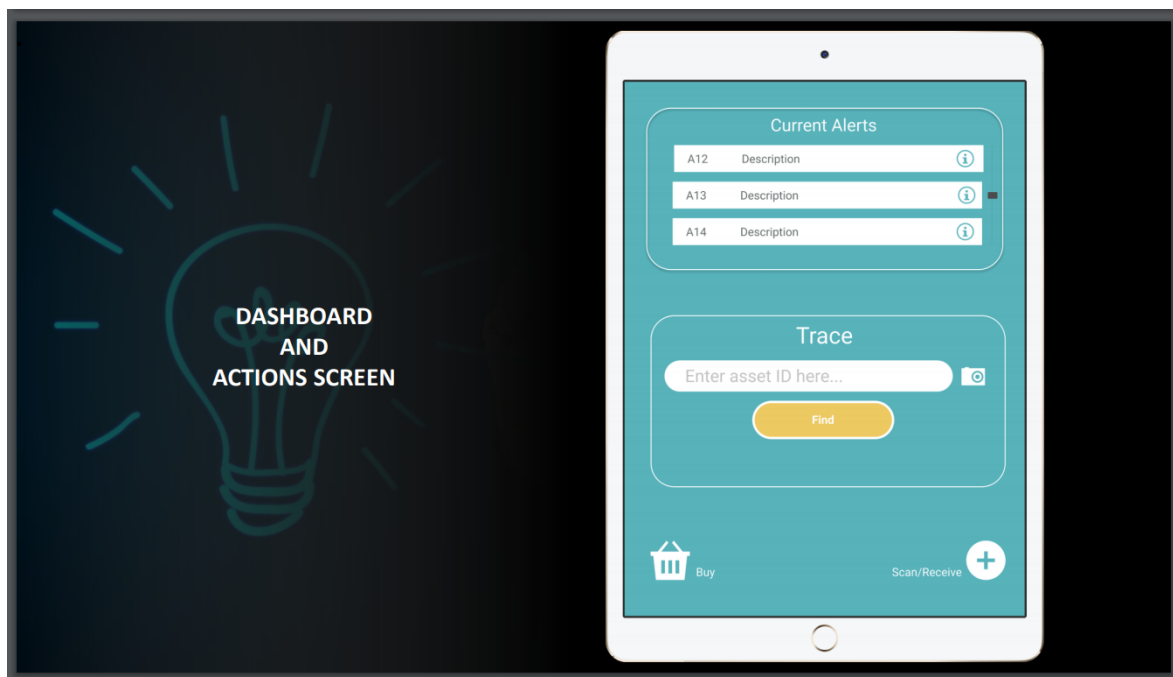 DASHBOARD
AND
ACTIONS SCREEN
Current Alerts
A12 Description
A13 Description
A14 Description
Trace
Enter asset ID here...
Find
Buy
Scan/Receive